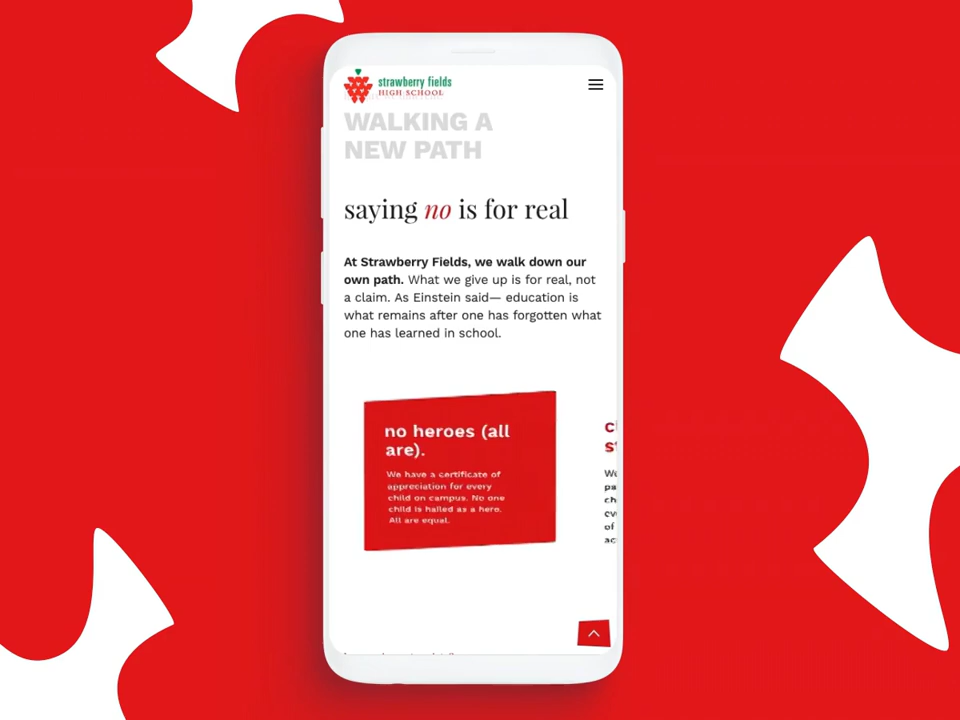 strawberry fields
HIGH SCHOOL
WALKING A
NEW PATH
saying no is for real
At Strawberry Fields, we walk down our
own path. What we give up is for real, not
a claim. As Einstein said— education is
what remains after one has forgotten what
one has learned in school.
no heroes (all
are).
We have a certificate of
appreciation for every
child on campus. No one
child is hailed as a hero.
All are equal.
of